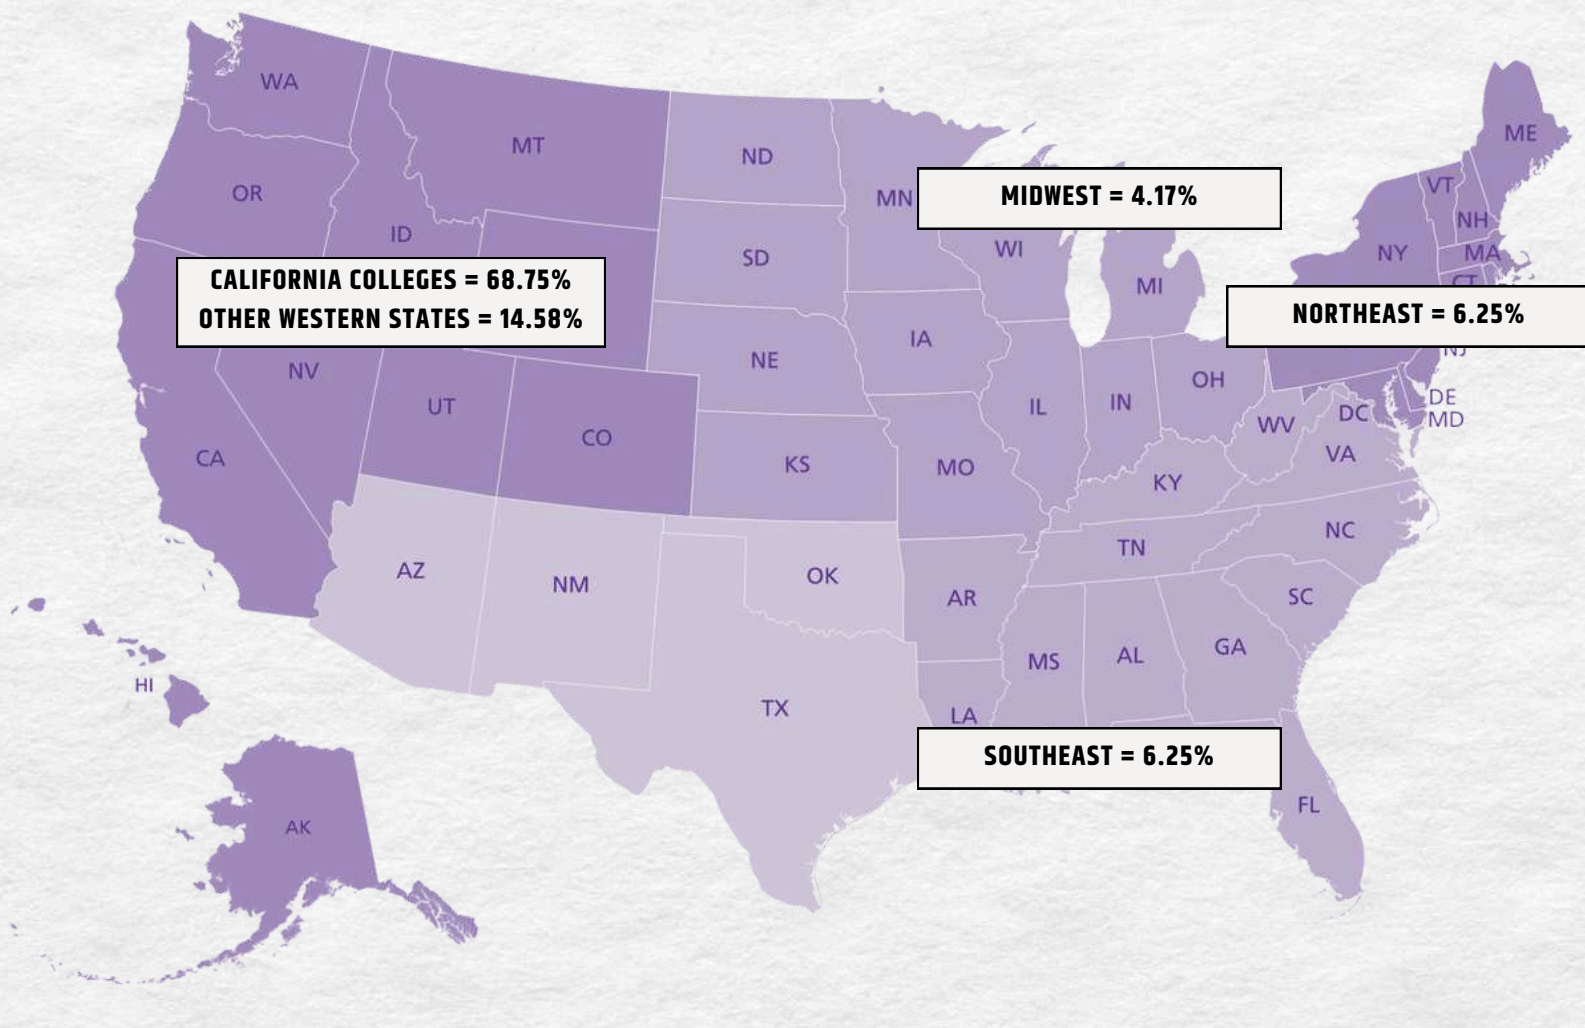 WA
MT
ND
MN
ME
OR
ID
SD
WI
MI
VT
NH
NY
MA
CT
MIDWEST = 4.17%
CALIFORNIA COLLEGES = 68.75%
OTHER WESTERN STATES = 14.58%
NORTHEAST = 6.25%
NV
UT
CO
NE
IA
IL
IN
OH
NJ
DE
MD
DC
WV
VA
CA
KS
MO
KY
AZ
NM
OK
AR
TN
NC
SC
MS
AL
GA
HI
TX
LA
SOUTHEAST = 6.25%
FL
AK